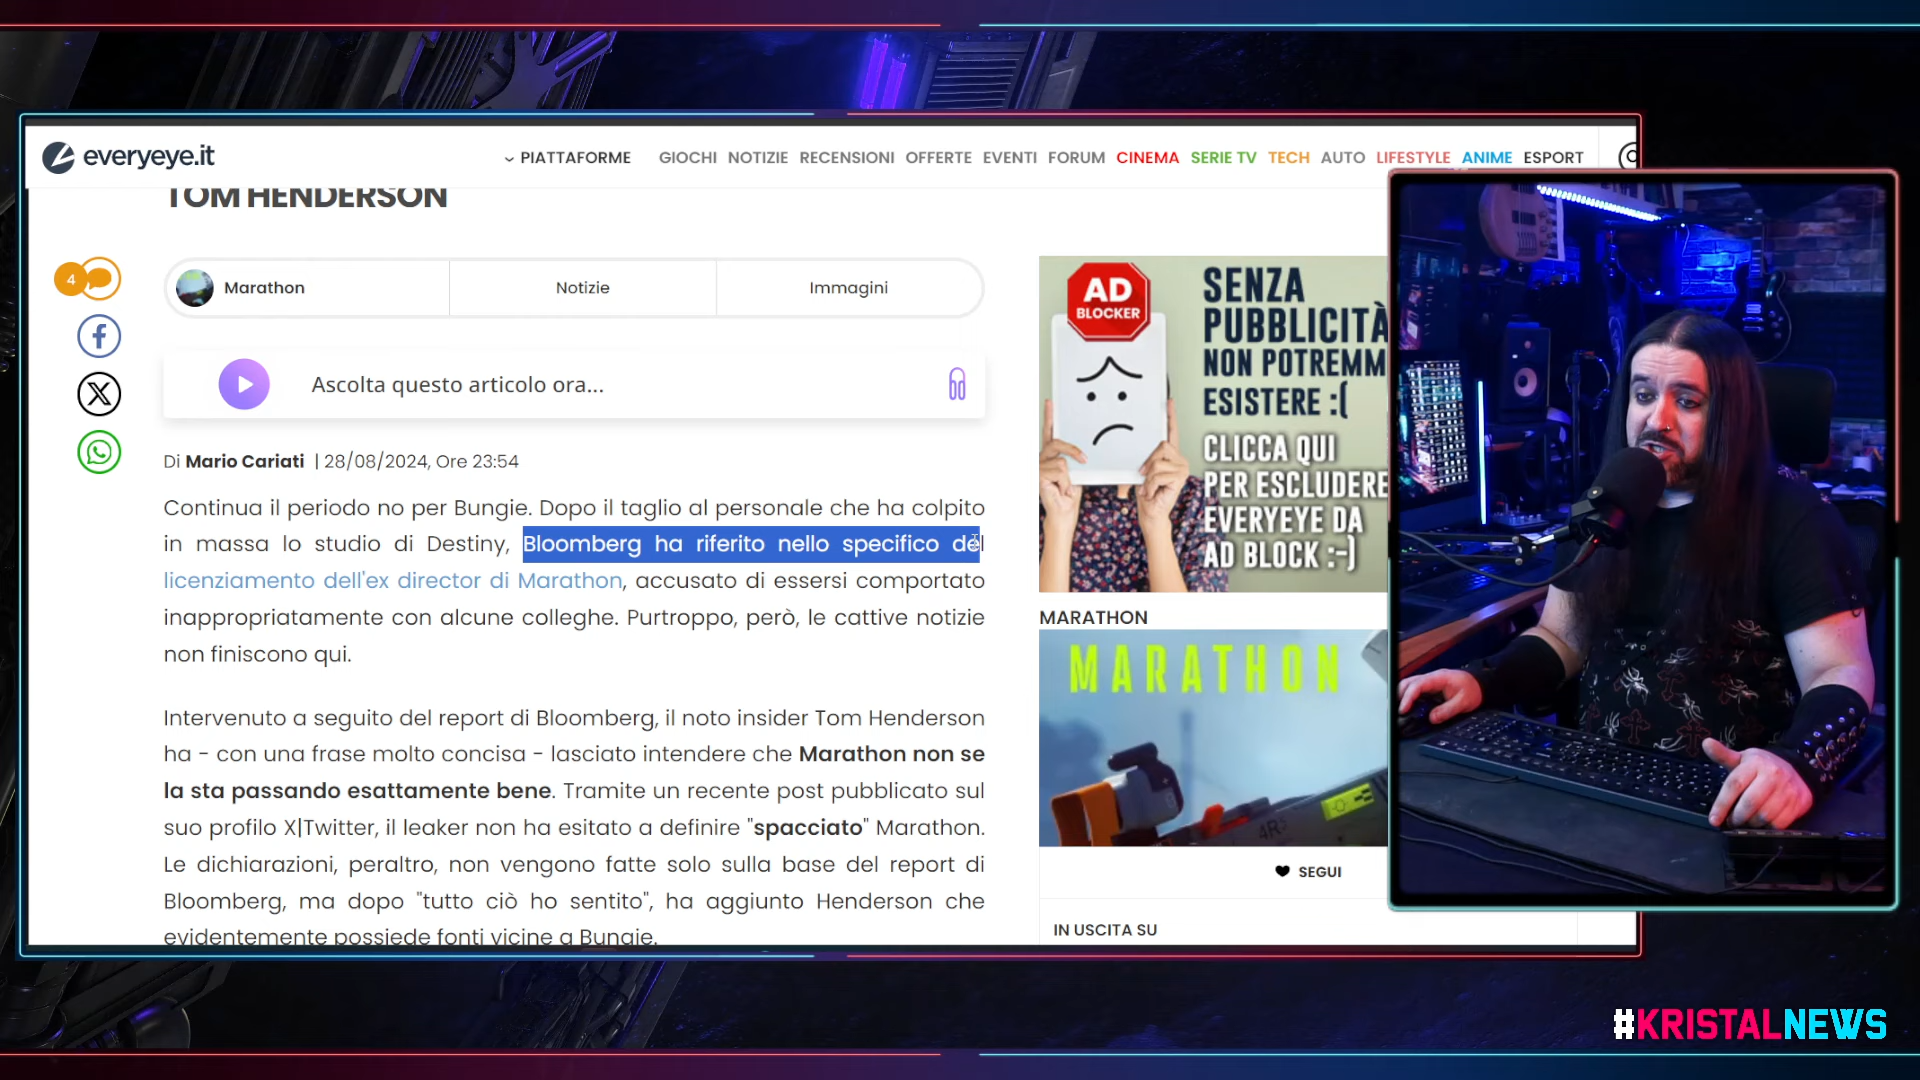 everyeye.it
PIATTAFORME GIOCHI NOTIZIE RECENSIONI OFFERTE EVENTI FORUM CINEMA SERIE TV TECH AUTO LIFESTYLE ANIME ESPORT
TOM HENDERSON
4
Marathon Notizie Immagini
Ascolta questo articolo ora...
Di Mario Cariati | 28/08/2024, Ore 23:54
Continua il periodo no per Bungie. Dopo il taglio al personale che ha colpito
in massa lo studio di Destiny, Bloomberg ha riferito nello specifico del
licenziamento dell'ex director di Marathon, accusato di essersi comportato
inappropriatamente con alcune colleghe. Purtroppo, però, le cattive notizie
non finiscono qui.
Intervenuto a seguito del report di Bloomberg, il noto insider Tom Henderson
ha - con una frase molto concisa - lasciato intendere che Marathon non se
la sta passando esattamente bene. Tramite un recente post pubblicato sul
suo profilo X|Twitter, il leaker non ha esitato a definire "spacciato" Marathon.
Le dichiarazioni, peraltro, non vengono fatte solo sulla base del report di
Bloomberg, ma dopo "tutto ciò ho sentito", ha aggiunto Henderson che
evidentemente possiede fonti vicine a Bungie.
AD
BLOCKER
SENZA
PUBBLICITÀ
NON POTREMM
ESISTERE :(
CLICCA QUI
PER ESCLUDERE
EVERYEYE DA
AD BLOCK :-)
MARATHON
MARATHON
SEGUI
IN USCITA SU
#KRISTALNEWS